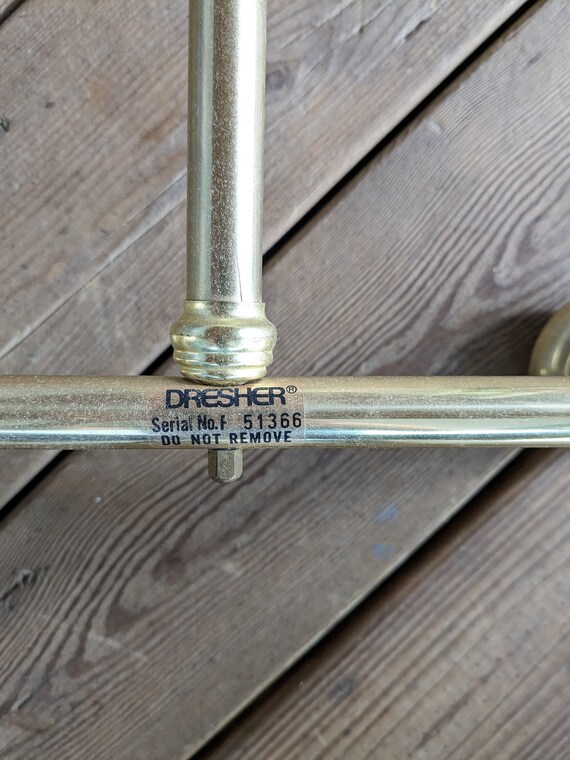 DRESHER®
Serial No.F 51366
DO NOT REMOVE